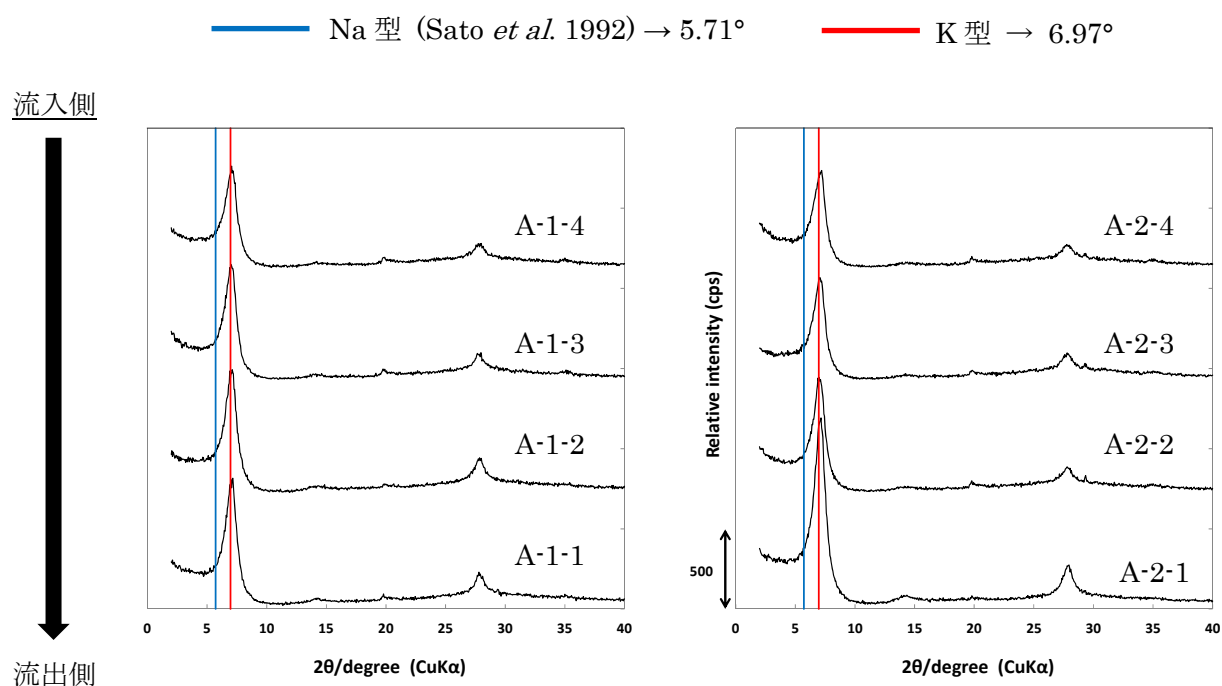 Na 型 (Sato et al. 1992) → 5.71°
K 型 → 6.97°
流入側
A-1-4
A-1-3
A-1-2
A-1-1
0 5 10 15 20 25 30 35 40
2θ/degree (CuKα)
流出側
Relative intensity (cps)
500
A-2-4
A-2-3
A-2-2
A-2-1
0 5 10 15 20 25 30 35 40
2θ/degree (CuKα)